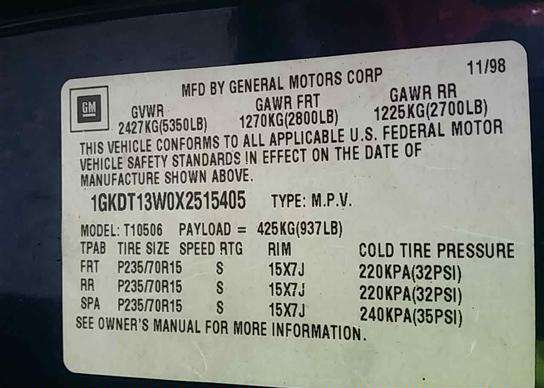 MFD BY GENERAL MOTORS CORP 11/98
GM
GVWR GAWR FRT GAWR RR
2427KG(5350LB) 1270KG(2800LB) 1225KG(2700LB)
THIS VEHICLE CONFORMS TO ALL APPLICABLE U.S. FEDERAL MOTOR
VEHICLE SAFETY STANDARDS IN EFFECT ON THE DATE OF
MANUFACTURE SHOWN ABOVE.
1GKDT13W0X2515405 TYPE: M.P.V.
MODEL: T10506 PAYLOAD = 425KG(937LB)
TPAB TIRE SIZE SPEED RTG RIM COLD TIRE PRESSURE
FRT P235/70R15 S 15X7J 220KPA(32PSI)
RR P235/70R15 S 15X7J 220KPA(32PSI)
SPA P235/70R15 S 15X7J 240KPA(35PSI)
SEE OWNER'S MANUAL FOR MORE INFORMATION.